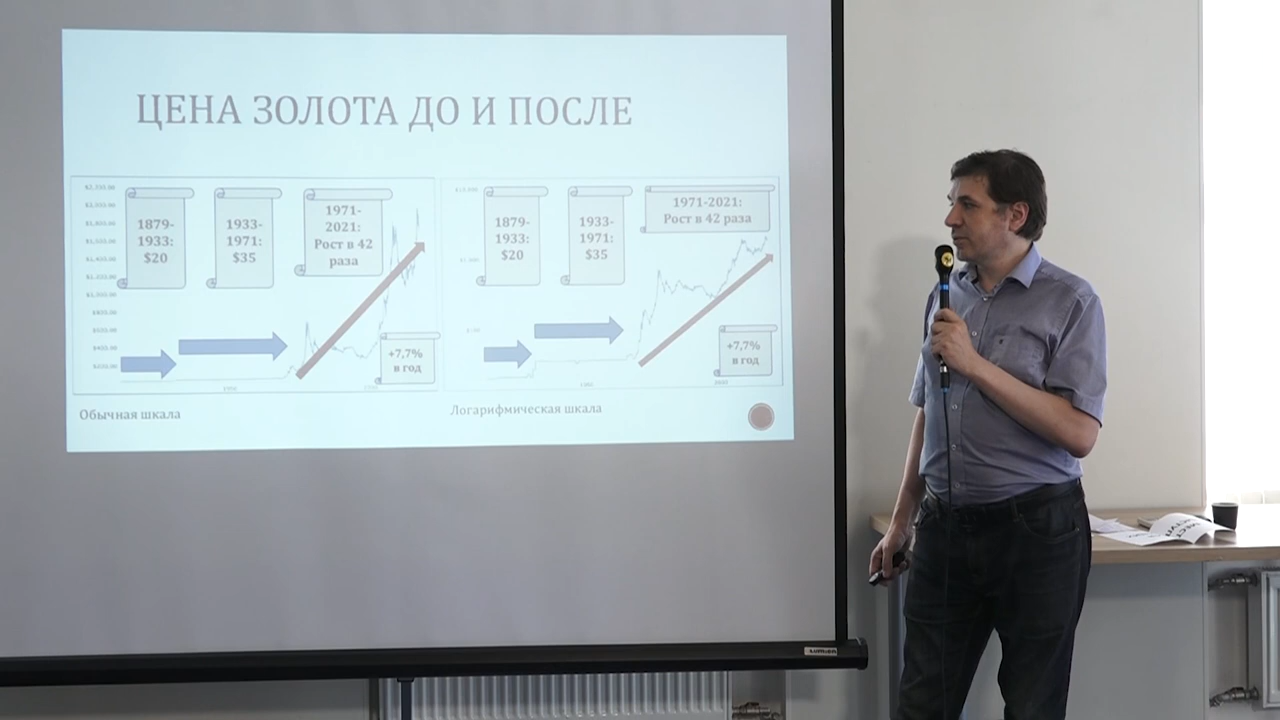 ЦЕНА ЗОЛОТА ДО И ПОСЛЕ
1879-
1933:
$20
1933-
1971:
$35
1971-
2021:
Рост в 42
раза
+7,7%
в год
Обычная шкала
1879-
1933:
$20
1933-
1971:
$35
1971-2021:
Рост в 42 раза
+7,7%
в год
Логарифмическая шкала